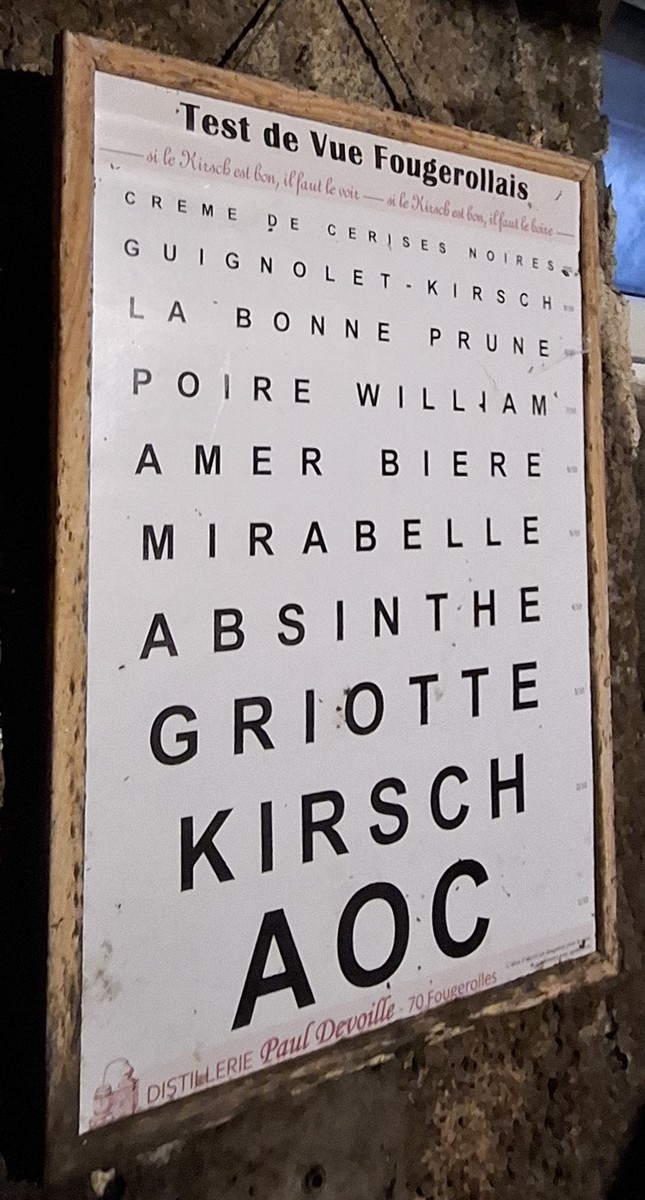 Test de Vue Fougerollais
si le Kirsch est bon, il faut le voir — si le Kirsch est bon, il faut le boire
CREME DE CERISES NOIRES
GUIGNOLET-KIRSCH
LA BONNE PRUNE
POIRE WILLIAM
AMER BIERE
MIRABELLE
ABSINTHE
GRIOTTE
KIRSCH
AOC
DISTILLERIE Paul Devoille - 70 Fougerolles